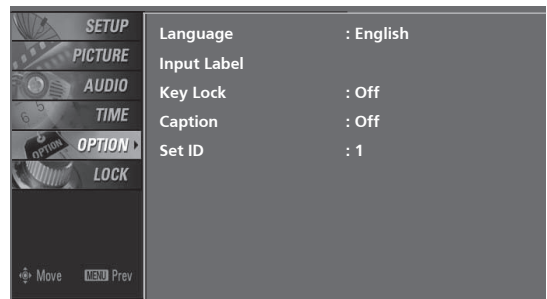 SETUP
PICTURE
AUDIO
TIME
OPTION
LOCK
Move MENU Prev
Language : English
Input Label
Key Lock : Off
Caption : Off
Set ID : 1